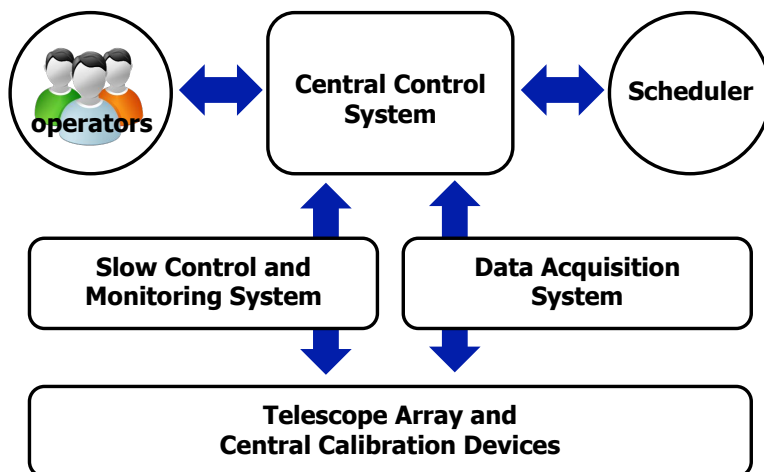 operators
Central Control
System
Scheduler
Slow Control and
Monitoring System
Data Acquisition
System
Telescope Array and
Central Calibration Devices